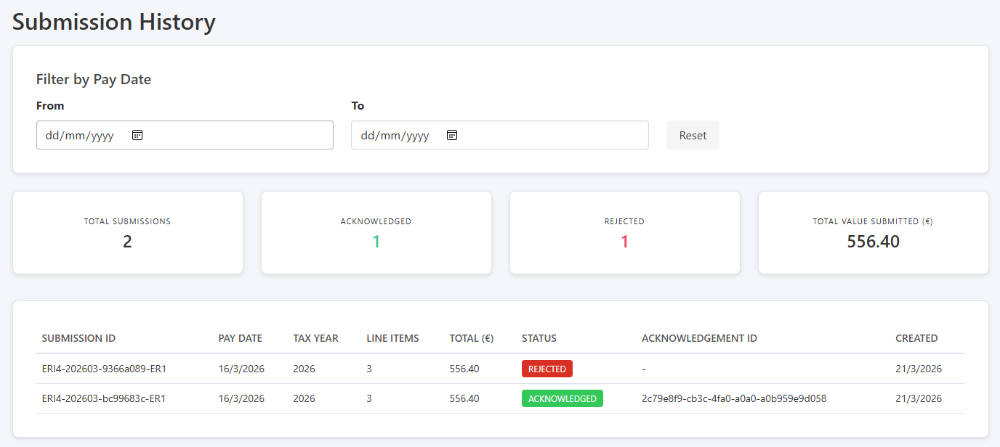 Submission History
Filter by Pay Date
From To
dd/mm/yyyy dd/mm/yyyy Reset
TOTAL SUBMISSIONS ACKNOWLEDGED REJECTED TOTAL VALUE SUBMITTED (€)
2 1 1 556.40
SUBMISSION ID PAY DATE TAX YEAR LINE ITEMS TOTAL (€) STATUS ACKNOWLEDGEMENT ID CREATED
ERI4-202603-9366a089-ER1 16/3/2026 2026 3 556.40 REJECTED - 21/3/2026
ERI4-202603-bc99683c-ER1 16/3/2026 2026 3 556.40 ACKNOWLEDGED 2c79e8f9-cb3c-4fa0-a0a0-a0b959e9d058 21/3/2026